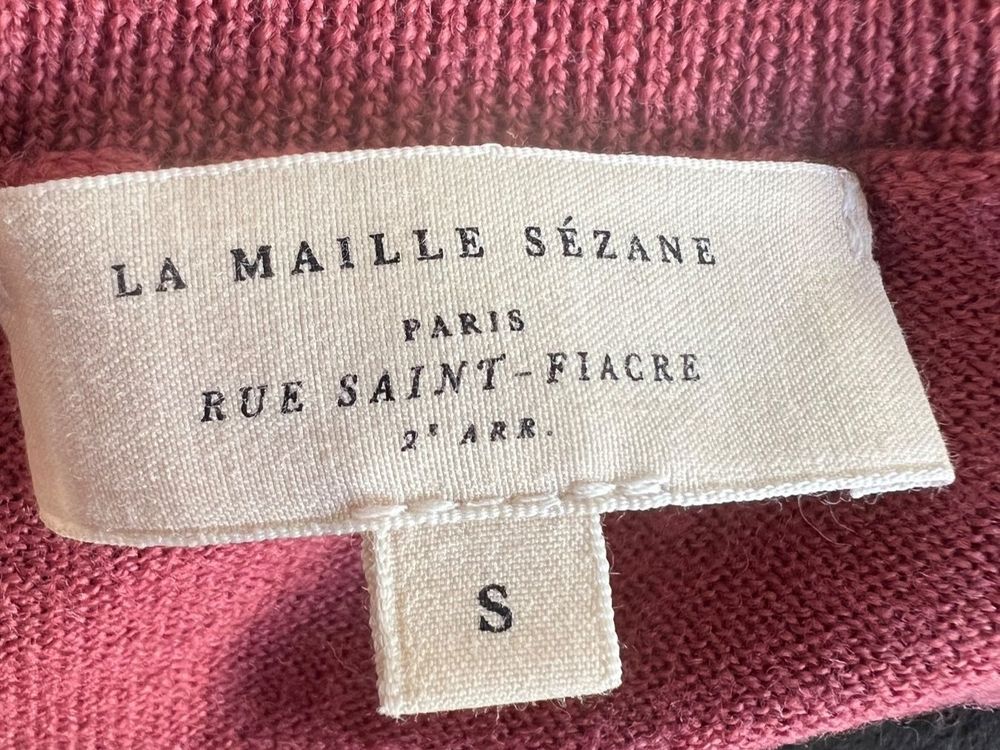 LA MAILLE SÉZANE
PARIS
RUE SAINT-FIACRE
2ᵉ ARR.
S